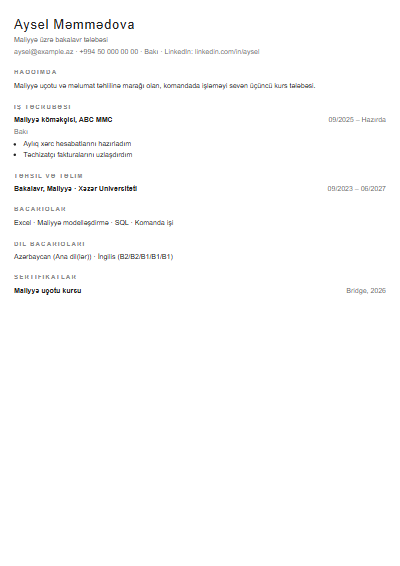 Aysel Məmmədova
Maliyyə üzrə bakalavr tələbəsi
aysel@example.az · +994 50 000 00 00 · Bakı · LinkedIn: linkedin.com/in/aysel
HAQQIMDA
Maliyyə uçotu və məlumat təhlilinə marağı olan, komandada işləməyi sevən üçüncü kurs tələbəsi.
İŞ TƏCRÜBƏSİ
Maliyyə köməkçisi, ABC MMC 09/2025 – Hazırda
Bakı
• Aylıq xərc hesabatlarını hazırladım
• Təchizatçı fakturalarını uzlaşdırdım
TƏHSİL VƏ TƏLİM
Bakalavr, Maliyyə · Xəzər Universiteti 09/2023 – 06/2027
BACARIQLAR
Excel · Maliyyə modelləşdirmə · SQL · Komanda işi
DİL BACARIQLARI
Azərbaycan (Ana dil(lər)) · İngilis (B2/B2/B1/B1/B1)
SERTİFİKATLAR
Maliyyə uçotu kursu Bridge, 2026